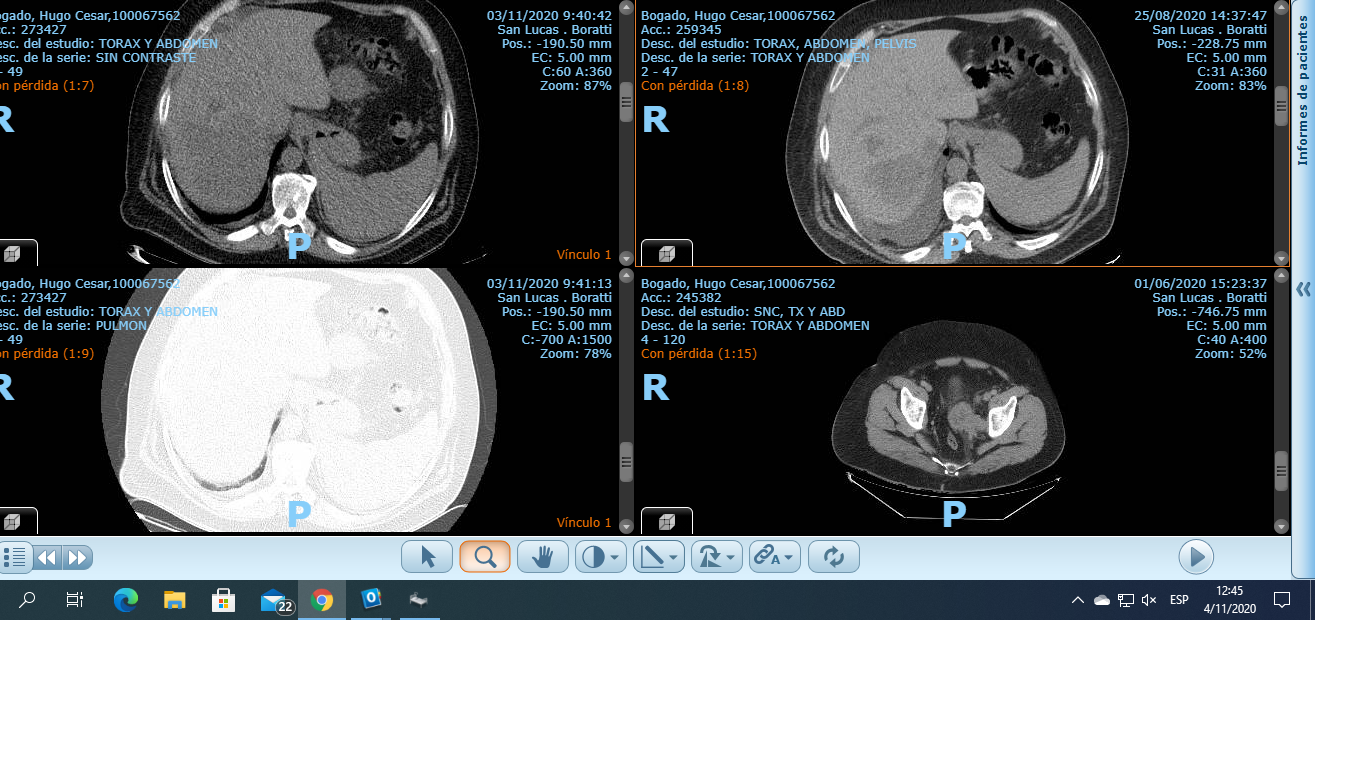 ogado, Hugo Cesar,100067562
cc.: 273427
esc. del estudio: TORAX Y ABDOMEN
esc. de la serie: SIN CONTRASTE
- 49
on pérdida (1:7)
R
03/11/2020 9:40:42
San Lucas . Boratti
Pos.: -190.50 mm
EC: 5.00 mm
C:60 A:360
Zoom: 87%
P
Vínculo 1
Bogado, Hugo Cesar,100067562
Acc.: 259345
Desc. del estudio: TORAX, ABDOMEN, PELVIS
Desc. de la serie: TORAX Y ABDOMEN
2 - 47
Con pérdida (1:8)
R
25/08/2020 14:37:47
San Lucas . Boratti
Pos.: -228.75 mm
EC: 5.00 mm
C:31 A:360
Zoom: 83%
P
Informes de pacientes
ogado, Hugo Cesar,100067562
cc.: 273427
esc. del estudio: TORAX Y ABDOMEN
esc. de la serie: PULMON
- 49
on pérdida (1:9)
R
03/11/2020 9:41:13
San Lucas . Boratti
Pos.: -190.50 mm
EC: 5.00 mm
C:-700 A:1500
Zoom: 78%
P
Vínculo 1
Bogado, Hugo Cesar,100067562
Acc.: 245382
Desc. del estudio: SNC, TX Y ABD
Desc. de la serie: TORAX Y ABDOMEN
4 - 120
Con pérdida (1:15)
R
01/06/2020 15:23:37
San Lucas . Boratti
Pos.: -746.75 mm
EC: 5.00 mm
C:40 A:400
Zoom: 52%
P
A
22
O
ESP
12:45
4/11/2020